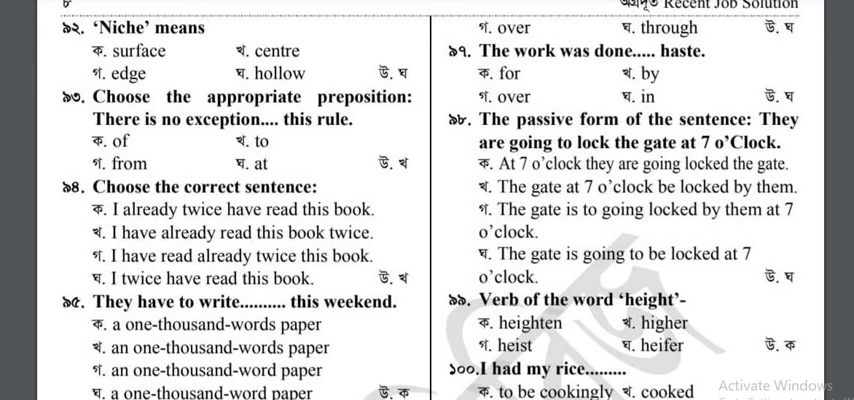 ৮
অগ্রদূত Recent Job Solution
৯২. ‘Niche’ means
ক. surface খ. centre
গ. edge ঘ. hollow উ. ঘ
৯৩. Choose the appropriate preposition:
There is no exception.... this rule.
ক. of খ. to
গ. from ঘ. at উ. খ
৯৪. Choose the correct sentence:
ক. I already twice have read this book.
খ. I have already read this book twice.
গ. I have read already twice this book.
ঘ. I twice have read this book. উ. খ
৯৫. They have to write.......... this weekend.
ক. a one-thousand-words paper
খ. an one-thousand-words paper
গ. an one-thousand-word paper
ঘ. a one-thousand-word paper উ. ক
গ. over ঘ. through উ. ঘ
৯৭. The work was done..... haste.
ক. for খ. by
গ. over ঘ. in উ. ঘ
৯৮. The passive form of the sentence: They
are going to lock the gate at 7 o’Clock.
ক. At 7 o’clock they are going locked the gate.
খ. The gate at 7 o’clock be locked by them.
গ. The gate is to going locked by them at 7
o’clock.
ঘ. The gate is going to be locked at 7
o’clock. উ. ঘ
৯৯. Verb of the word ‘height’-
ক. heighten খ. higher
গ. heist ঘ. heifer উ. ক
১০০.I had my rice.........
ক. to be cookingly খ. cooked
Activate Windows